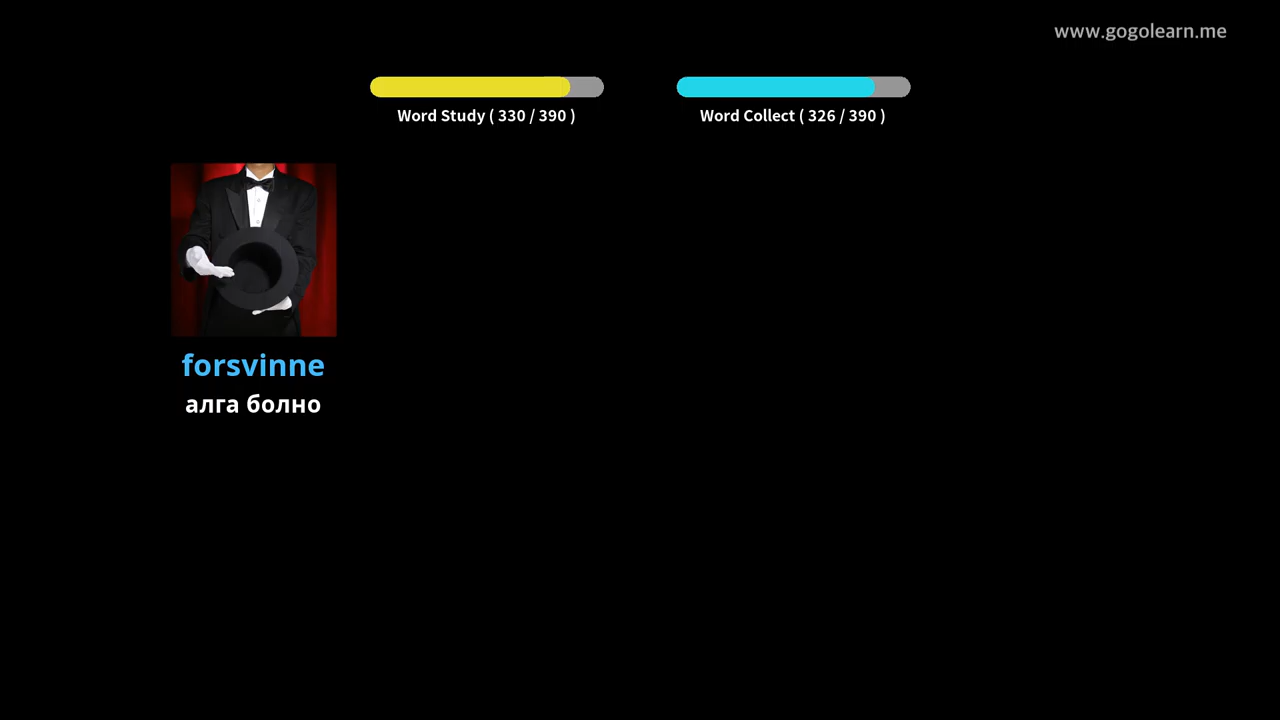 www.gogolearn.me
Word Study ( 330 / 390 )
Word Collect ( 326 / 390 )
forsvinne
алга болно